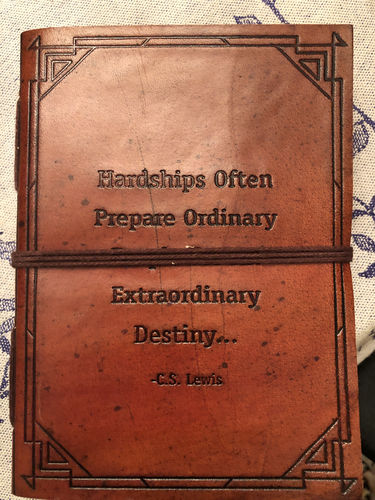 Hardships Often
Prepare Ordinary
Extraordinary
Destiny...
-C.S. Lewis